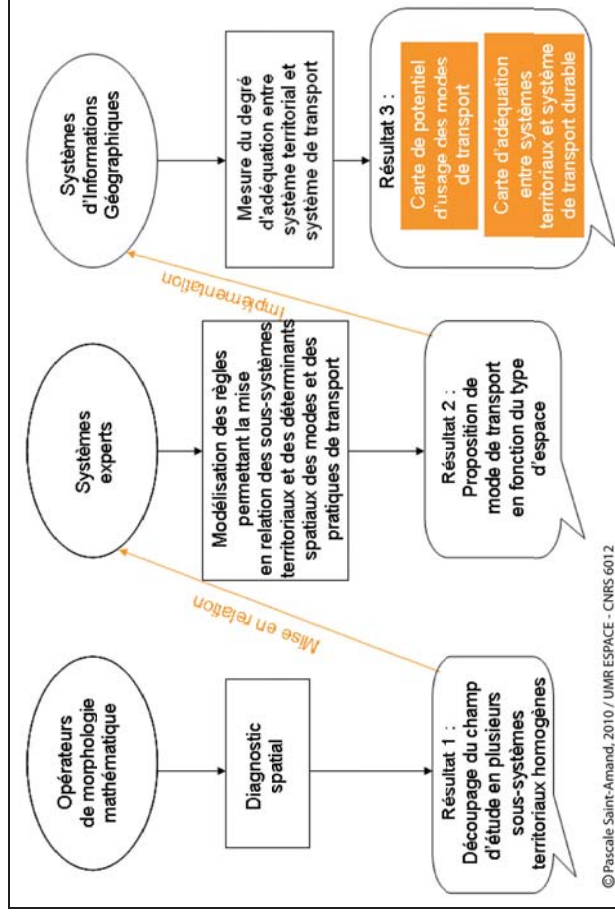 Opérateurs
de morphologie
mathématique
Diagnostic
spatial
Résultat 1 :
Découpage du champ
d'étude en plusieurs
sous-systèmes
territoriaux homogènes
Mise en relation
Systèmes
experts
Modélisation des règles
permettant la mise
en relation des sous-systèmes
territoriaux et des déterminants
spatiaux des modes et des
pratiques de transport
Résultat 2 :
Proposition de
mode de transport
en fonction du type
d'espace
Implémentation
Systèmes
d'Informations
Géographiques
Mesure du degré
d'adéquation entre
système territorial et
système de transport
Résultat 3 :
Carte de potentiel
d'usage des modes
de transport
Carte d'adéquation
entre systèmes
territoriaux et système
de transport durable
© Pascale Saint-Amand, 2010 / UMR ESPACE - CNRS 6012